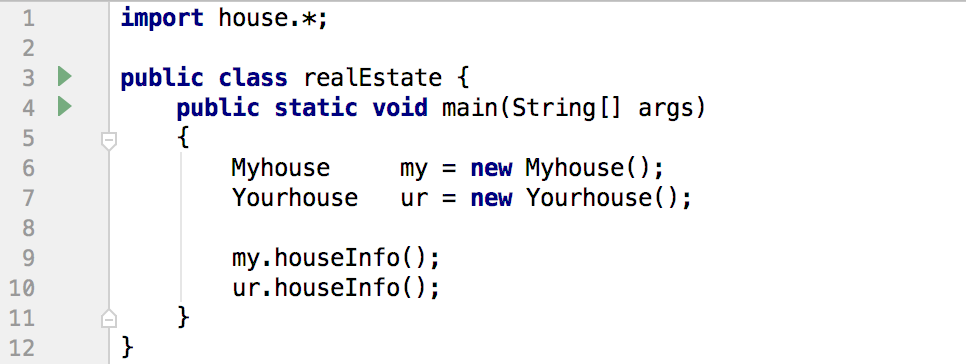 1 import house.*;
2
3 public class realEstate {
4     public static void main(String[] args)
5     {
6         Myhouse     my = new Myhouse();
7         Yourhouse   ur = new Yourhouse();
8
9         my.houseInfo();
10         ur.houseInfo();
11     }
12 }